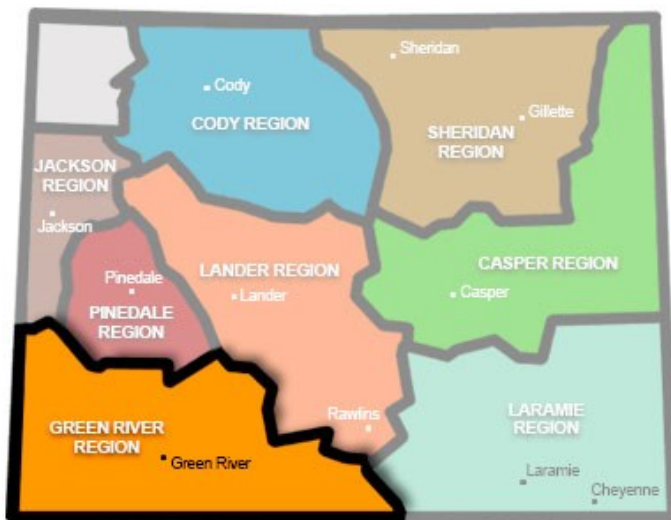 Sheridan
Cody
CODY REGION
Gillette
SHERIDAN
REGION
JACKSON
REGION
Jackson
LANDER REGION
CASPER REGION
Pinedale
Lander
Casper
PINEDALE
REGION
GREEN RIVER
REGION
Rawlins
LARAMIE
REGION
Green River
Laramie
Cheyenne